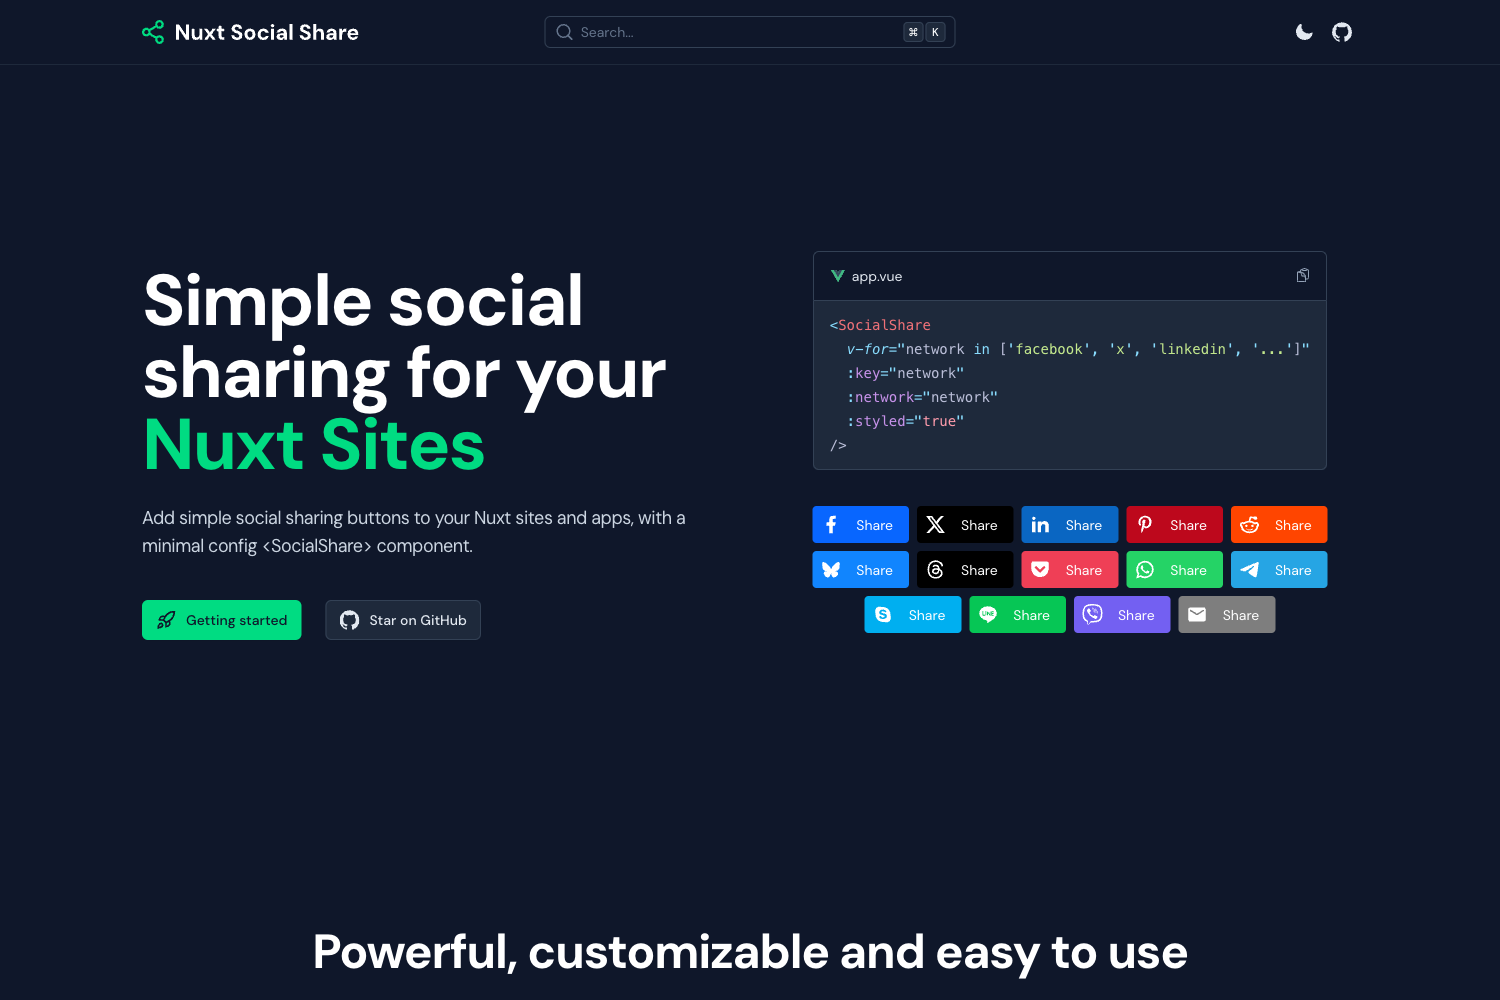 Nuxt Social Share
Search...
⌘ K
Simple social
sharing for your
Nuxt Sites
Add simple social sharing buttons to your Nuxt sites and apps, with a
minimal config <SocialShare> component.
Getting started
Star on GitHub
app.vue
<SocialShare
  v-for="network in ['facebook', 'x', 'linkedin', '...']"
  :key="network"
  :network="network"
  :styled="true"
/>
Share Share Share Share Share
Share Share Share Share Share
Share LINE Share Share Share
Powerful, customizable and easy to use